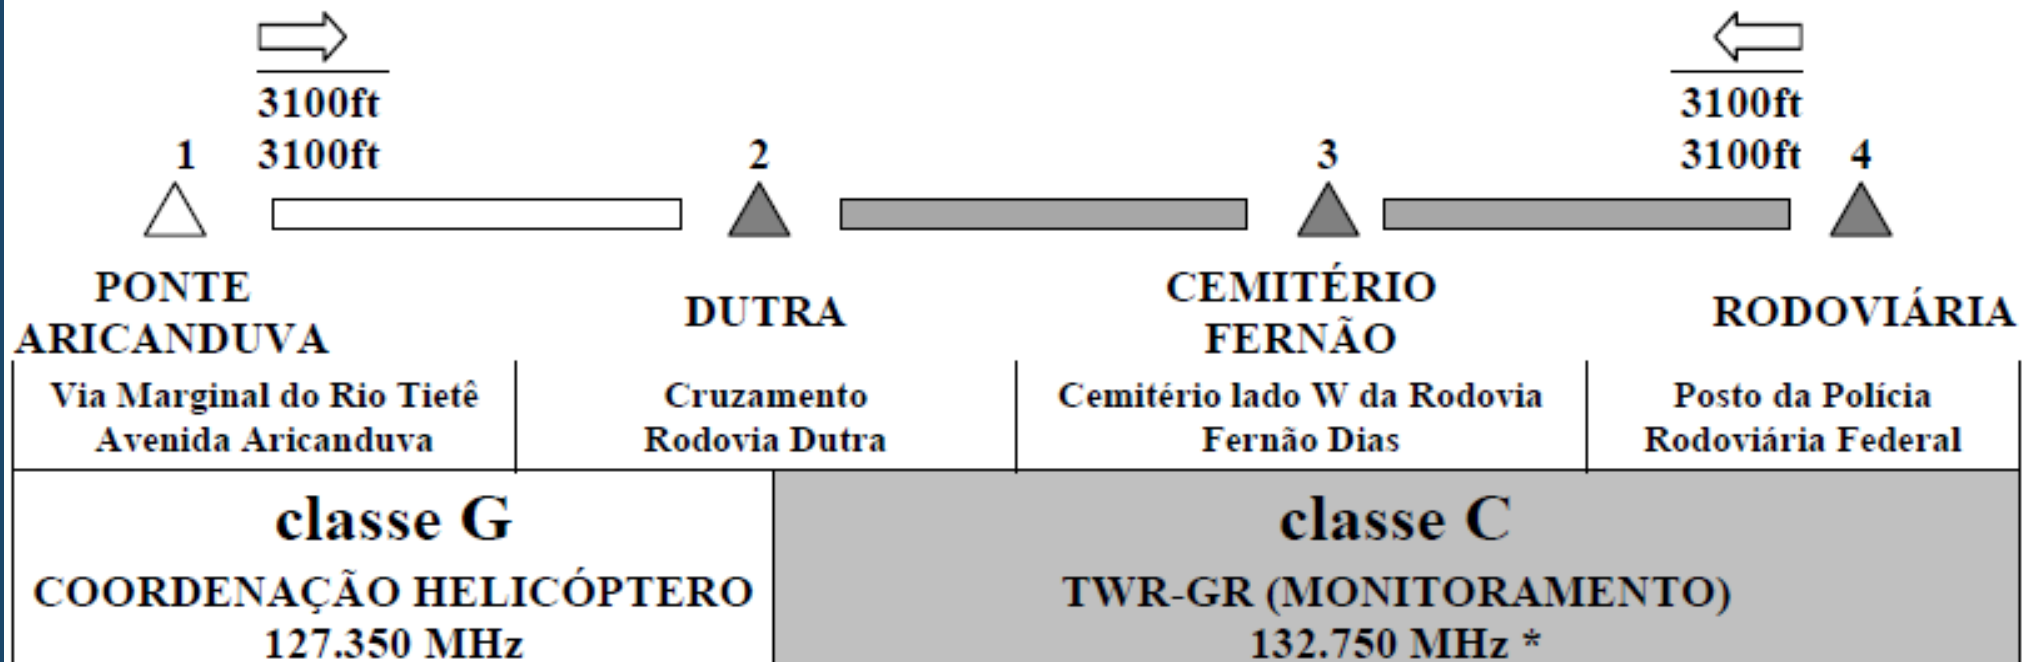 3100ft
3100ft
3100ft
3100ft
1
2
3
4
PONTE
ARICANDUVA
DUTRA
CEMITÉRIO
FERNÃO
RODOVIÁRIA
Via Marginal do Rio Tietê
Avenida Aricanduva
Cruzamento
Rodovia Dutra
Cemitério lado W da Rodovia
Fernão Dias
Posto da Polícia
Rodoviária Federal
classe G
COORDENAÇÃO HELICÓPTERO
127.350 MHz
classe C
TWR-GR (MONITORAMENTO)
132.750 MHz *